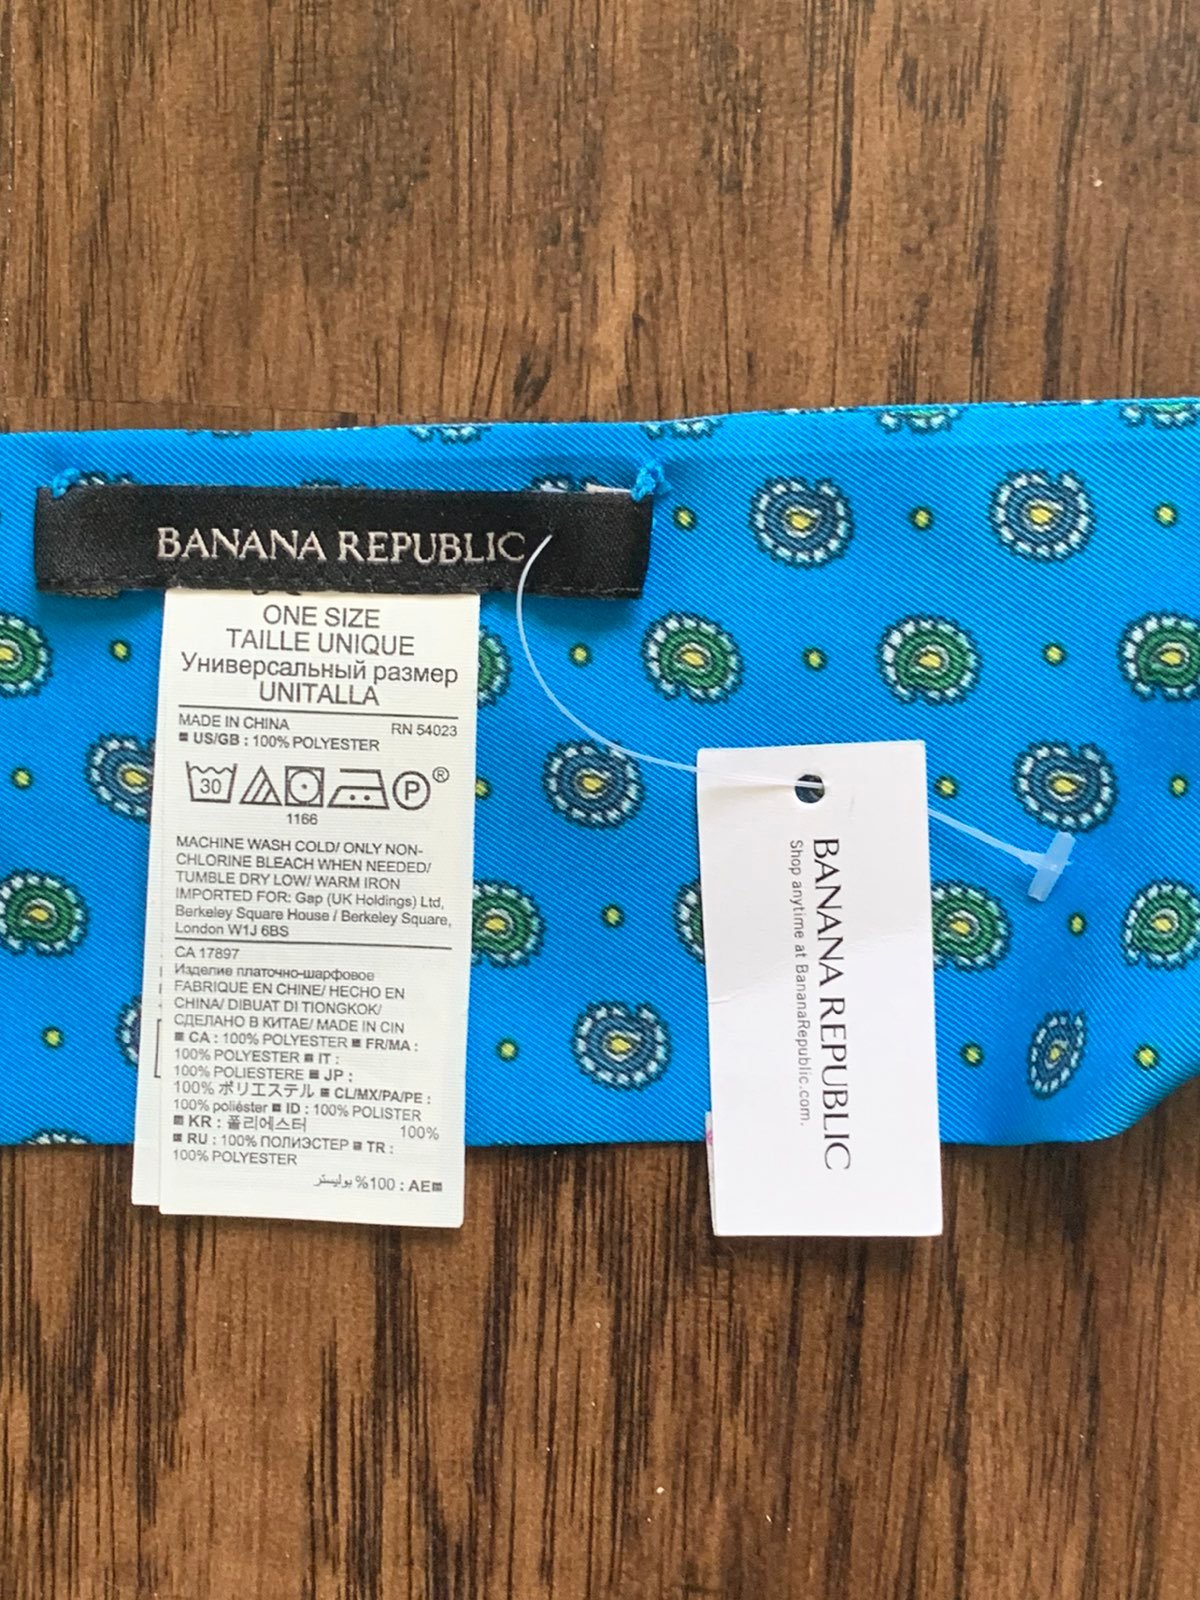 BANANA REPUBLIC
ONE SIZE
TAILLE UNIQUE
Универсальный размер
UNITALLA
MADE IN CHINA RN 54023
■ US/GB : 100% POLYESTER
30 P ®
1166
MACHINE WASH COLD/ ONLY NON-
CHLORINE BLEACH WHEN NEEDED/
TUMBLE DRY LOW/ WARM IRON
IMPORTED FOR: Gap (UK Holdings) Ltd,
Berkeley Square House / Berkeley Square,
London W1J 6BS
CA 17897
Изделие платочно-шарфовое
FABRIQUE EN CHINE/ HECHO EN
CHINA/ DIBUAT DI TIONGKOK/
СДЕЛАНО В КИТАЕ/ MADE IN CIN
■ CA : 100% POLYESTER ■ FR/MA :
100% POLYESTER ■ IT :
100% POLIESTERE ■ JP :
100% ポリエステル ■ CL/MX/PA/PE :
100% poliéster ■ ID : 100% POLISTER
■ KR : 폴리에스터 100%
■ RU : 100% ПОЛИЭСТЕР ■ TR :
100% POLYESTER
■AE : 100% بوليستر
BANANA REPUBLIC
Shop anytime at BananaRepublic.com.